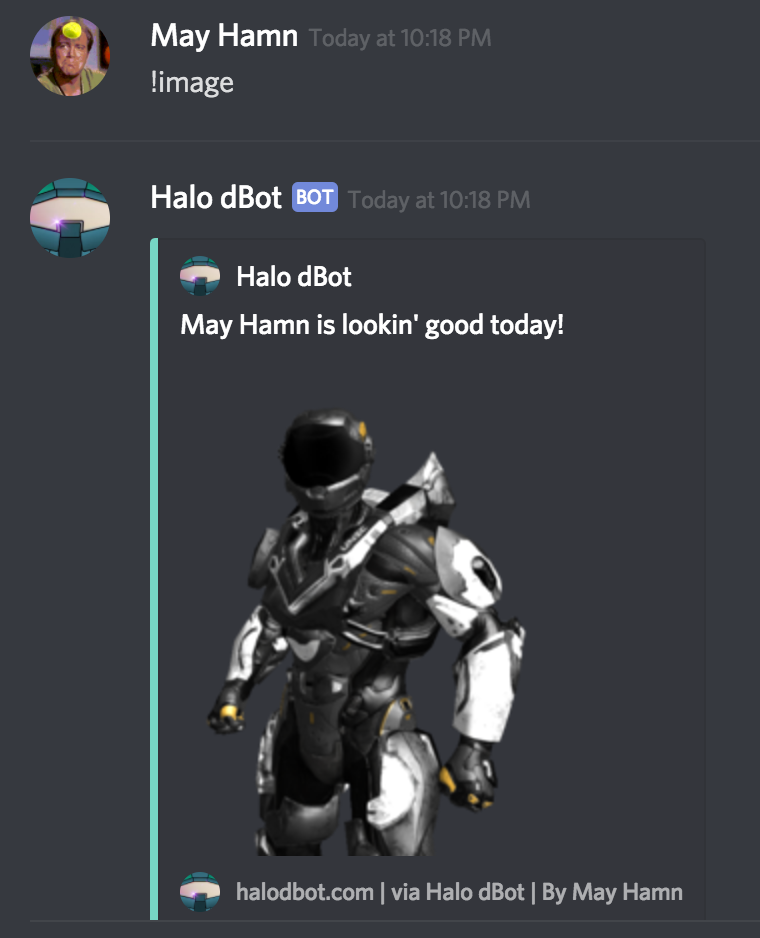 May Hamn Today at 10:18 PM
!image
Halo dBot BOT Today at 10:18 PM
Halo dBot
May Hamn is lookin' good today!
halodbot.com | via Halo dBot | By May Hamn